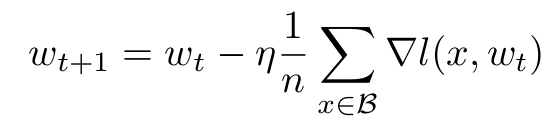 $w_{t+1} = w_t - \eta \frac{1}{n} \sum_{x \in \mathcal{B}} \nabla l(x, w_t)$